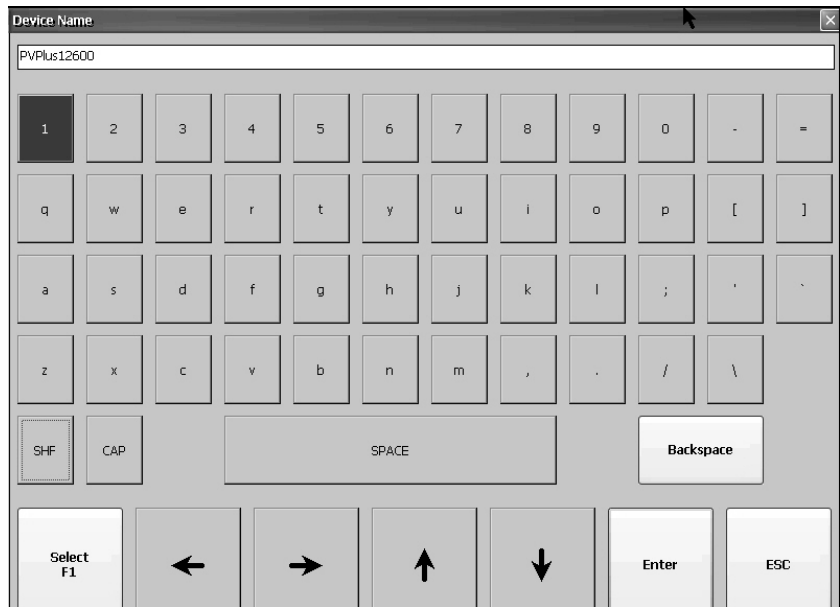 Device Name
PVPlus12600
1 2 3 4 5 6 7 8 9 0 - =
q w e r t y u i o p [ ]
a s d f g h j k l ; ' `
z x c v b n m , . / \
SHF CAP SPACE Backspace
Select
F1
Enter ESC